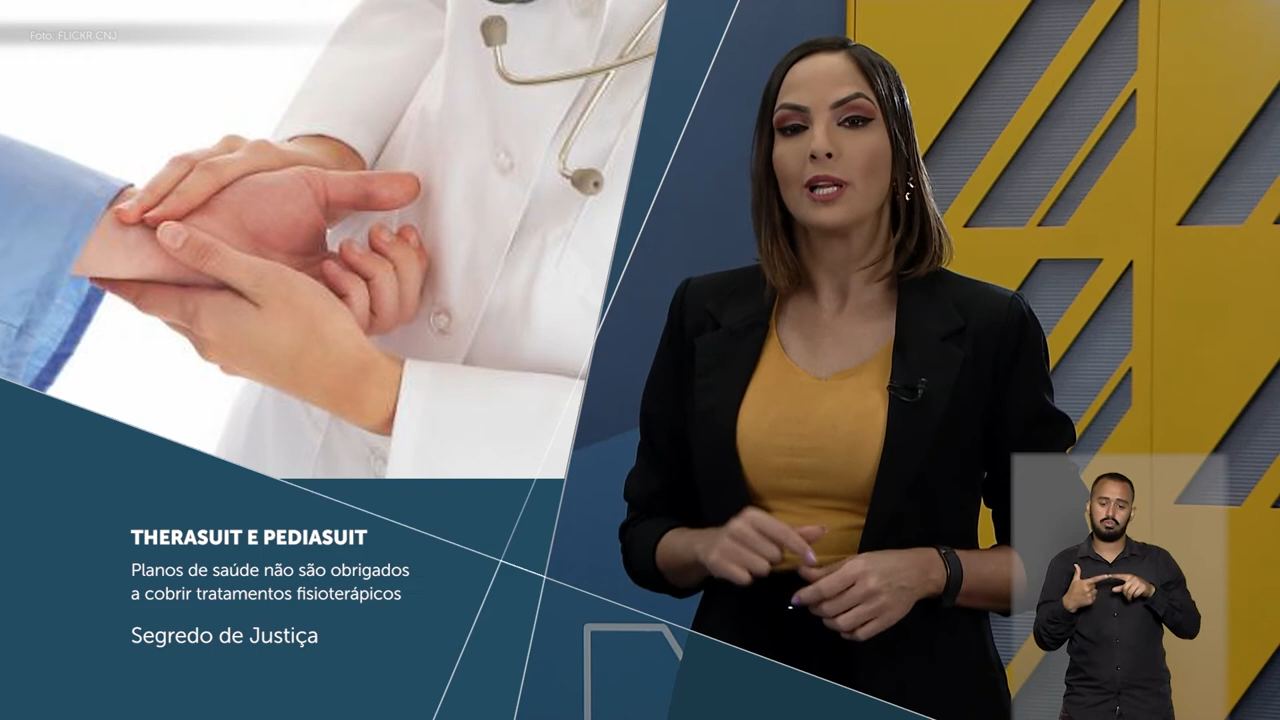 Foto: FLICKR CNJ
THERASUIT E PEDIASUIT
Planos de saúde não são obrigados
a cobrir tratamentos fisioterápicos
Segredo de Justiça